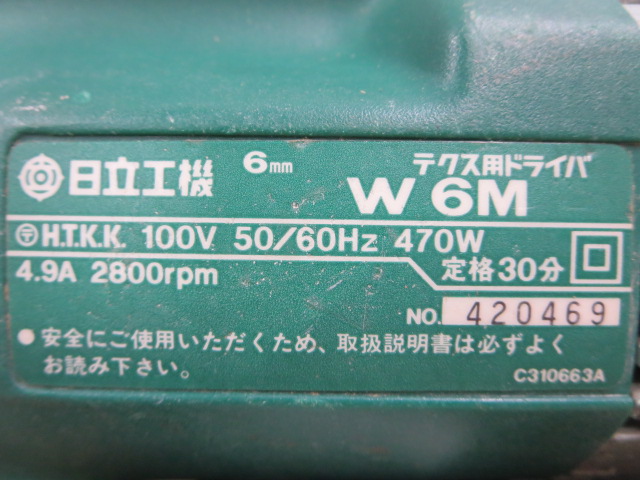 日立工機 6mm テクス用ドライバ
W 6M
〒 H.T.K.K. 100V 50/60Hz 470W
4.9A 2800rpm 定格30分
NO. 420469
● 安全にご使用いただくため、取扱説明書は必ずよく
お読み下さい。
C310663A